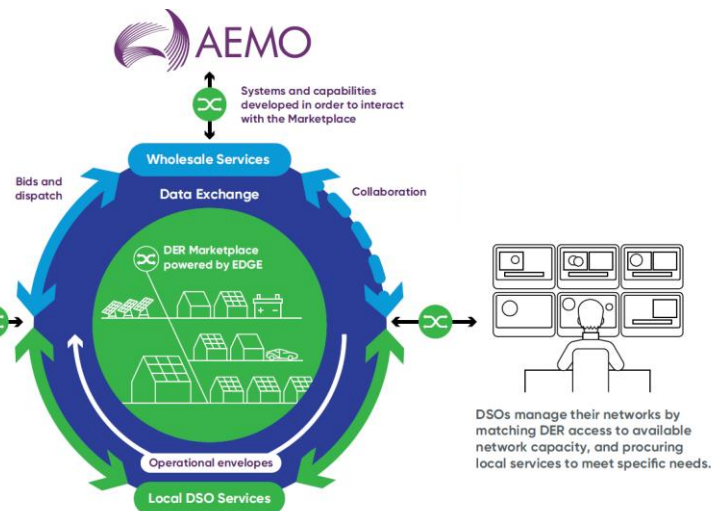 AEMO
Systems and capabilities
developed in order to interact
with the Marketplace
Wholesale Services
Bids and
dispatch
Data Exchange
Collaboration
DER Marketplace
powered by EDGE
DSOs manage their networks by
matching DER access to available
network capacity, and procuring
local services to meet specific needs.
Operational envelopes
Local DSO Services